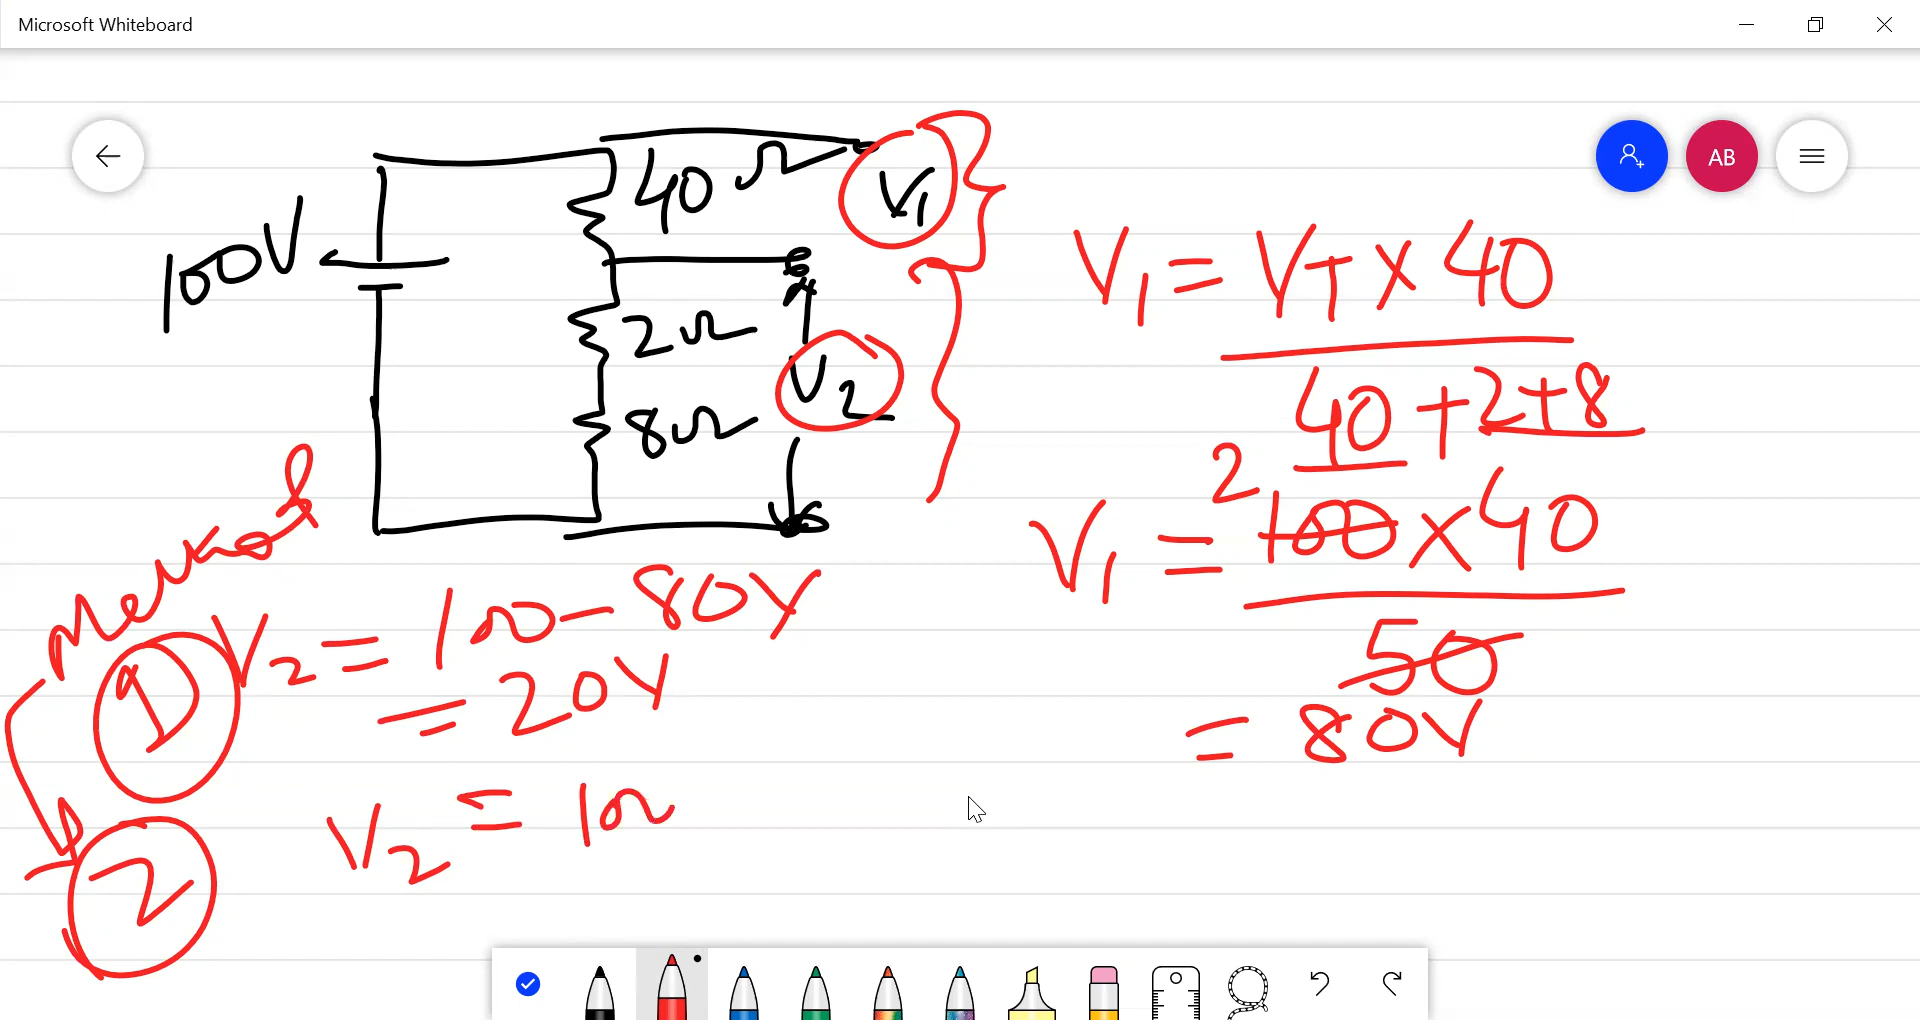 Microsoft Whiteboard
AB
100V
40Ω
V1
2Ω
V2
8Ω
V1 = VT × 40
40 + 2 + 8
V1 = 100 × 40
2
50
= 80V
Method
1
V2 = 100 - 80V
= 20V
2
V2 = 100